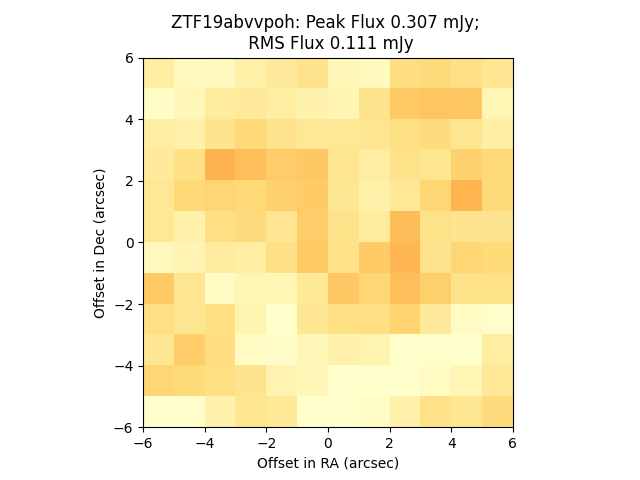 ZTF19abvvpoh: Peak Flux 0.307 mJy;
RMS Flux 0.111 mJy
6
4
2
0
−2
−4
−6
Offset in Dec (arcsec)
−6 −4 −2 0 2 4 6
Offset in RA (arcsec)